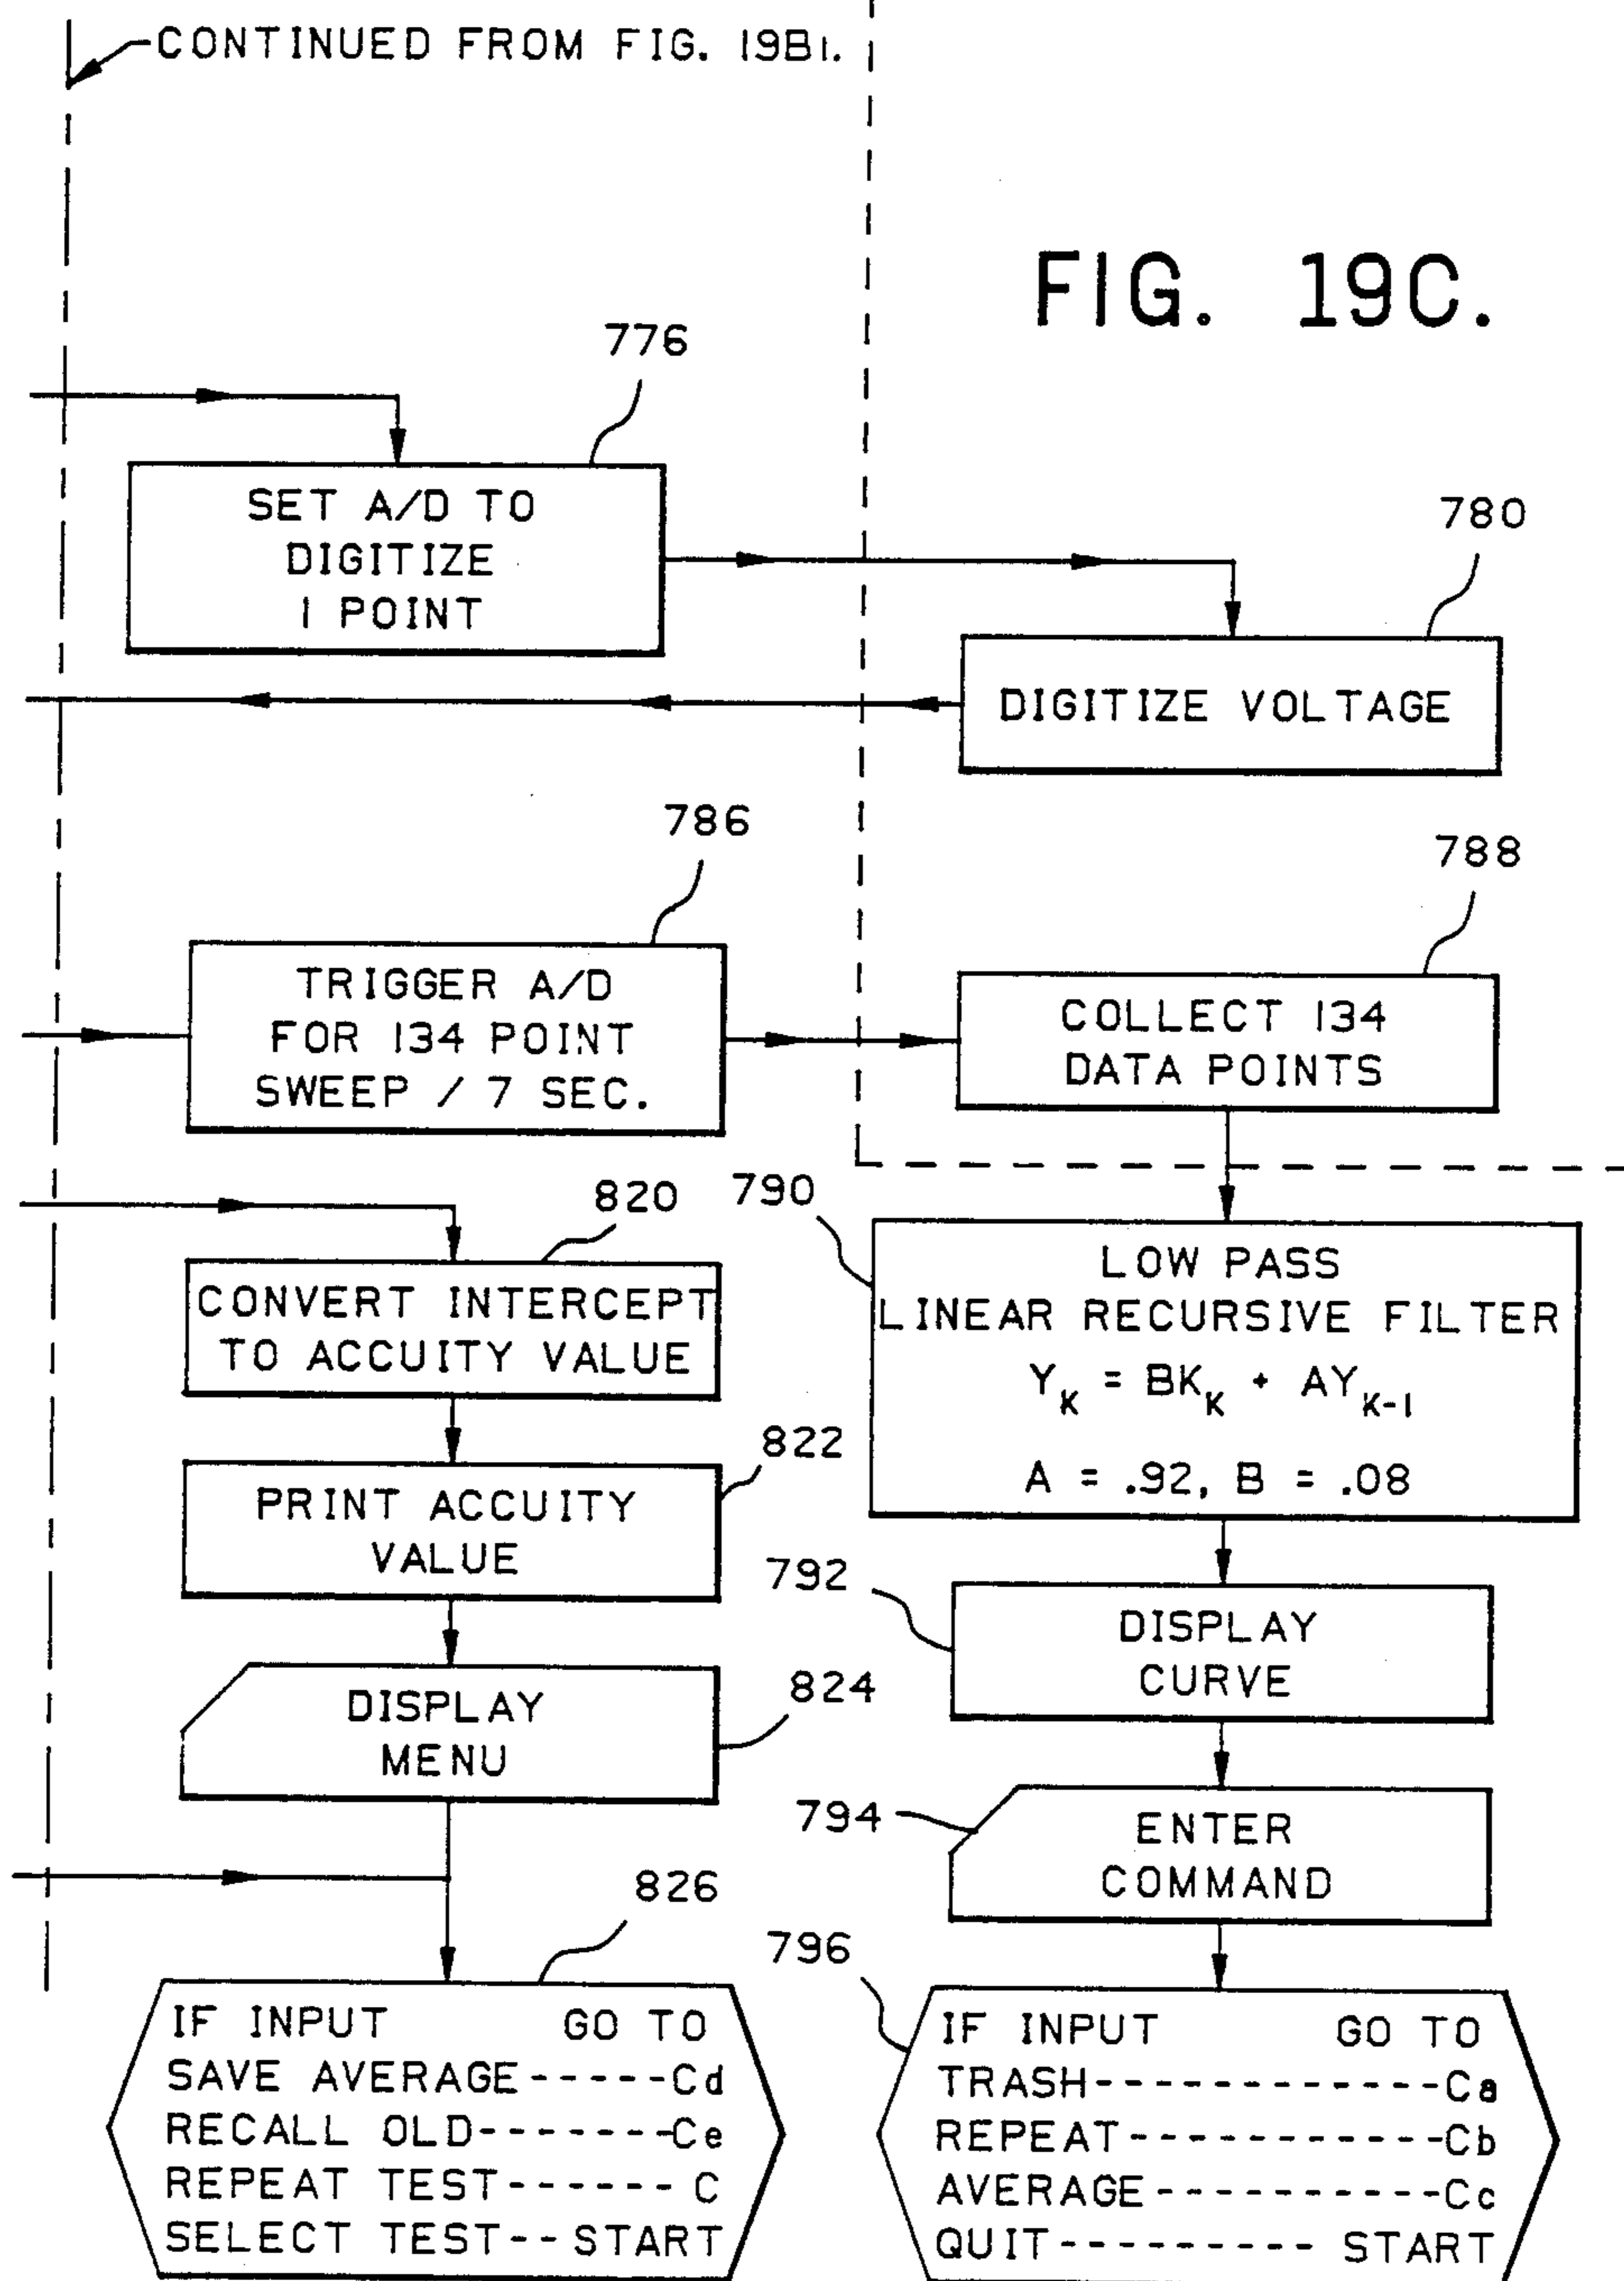 CONTINUED FROM FIG. 19B1.
FIG. 19C.
776
SET A/D TO
DIGITIZE
1 POINT
780
DIGITIZE VOLTAGE
786
TRIGGER A/D
FOR 134 POINT
SWEEP / 7 SEC.
788
COLLECT 134
DATA POINTS
790
LOW PASS
LINEAR RECURSIVE FILTER
Y_K = BK_K + AY_K-1
A = .92, B = .08
820
CONVERT INTERCEPT
TO ACCUITY VALUE
822
PRINT ACCUITY
VALUE
792
DISPLAY
CURVE
824
DISPLAY
MENU
794
ENTER
COMMAND
826
IF INPUT GO TO
SAVE AVERAGE-----Cd
RECALL OLD-------Ce
REPEAT TEST------ C
SELECT TEST-- START
796
IF INPUT GO TO
TRASH------------Ca
REPEAT-----------Cb
AVERAGE----------Cc
QUIT--------- START